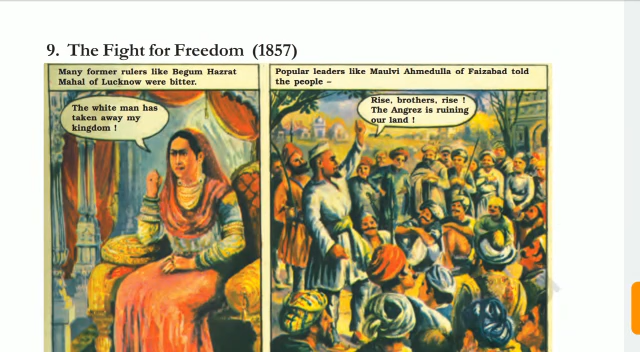 9. The Fight for Freedom (1857)
Many former rulers like Begum Hazrat
Mahal of Lucknow were bitter.
The white man has
taken away my
kingdom !
Popular leaders like Maulvi Ahmedulla of Faizabad told
the people –
Rise, brothers, rise !
The Angrez is ruining
our land !